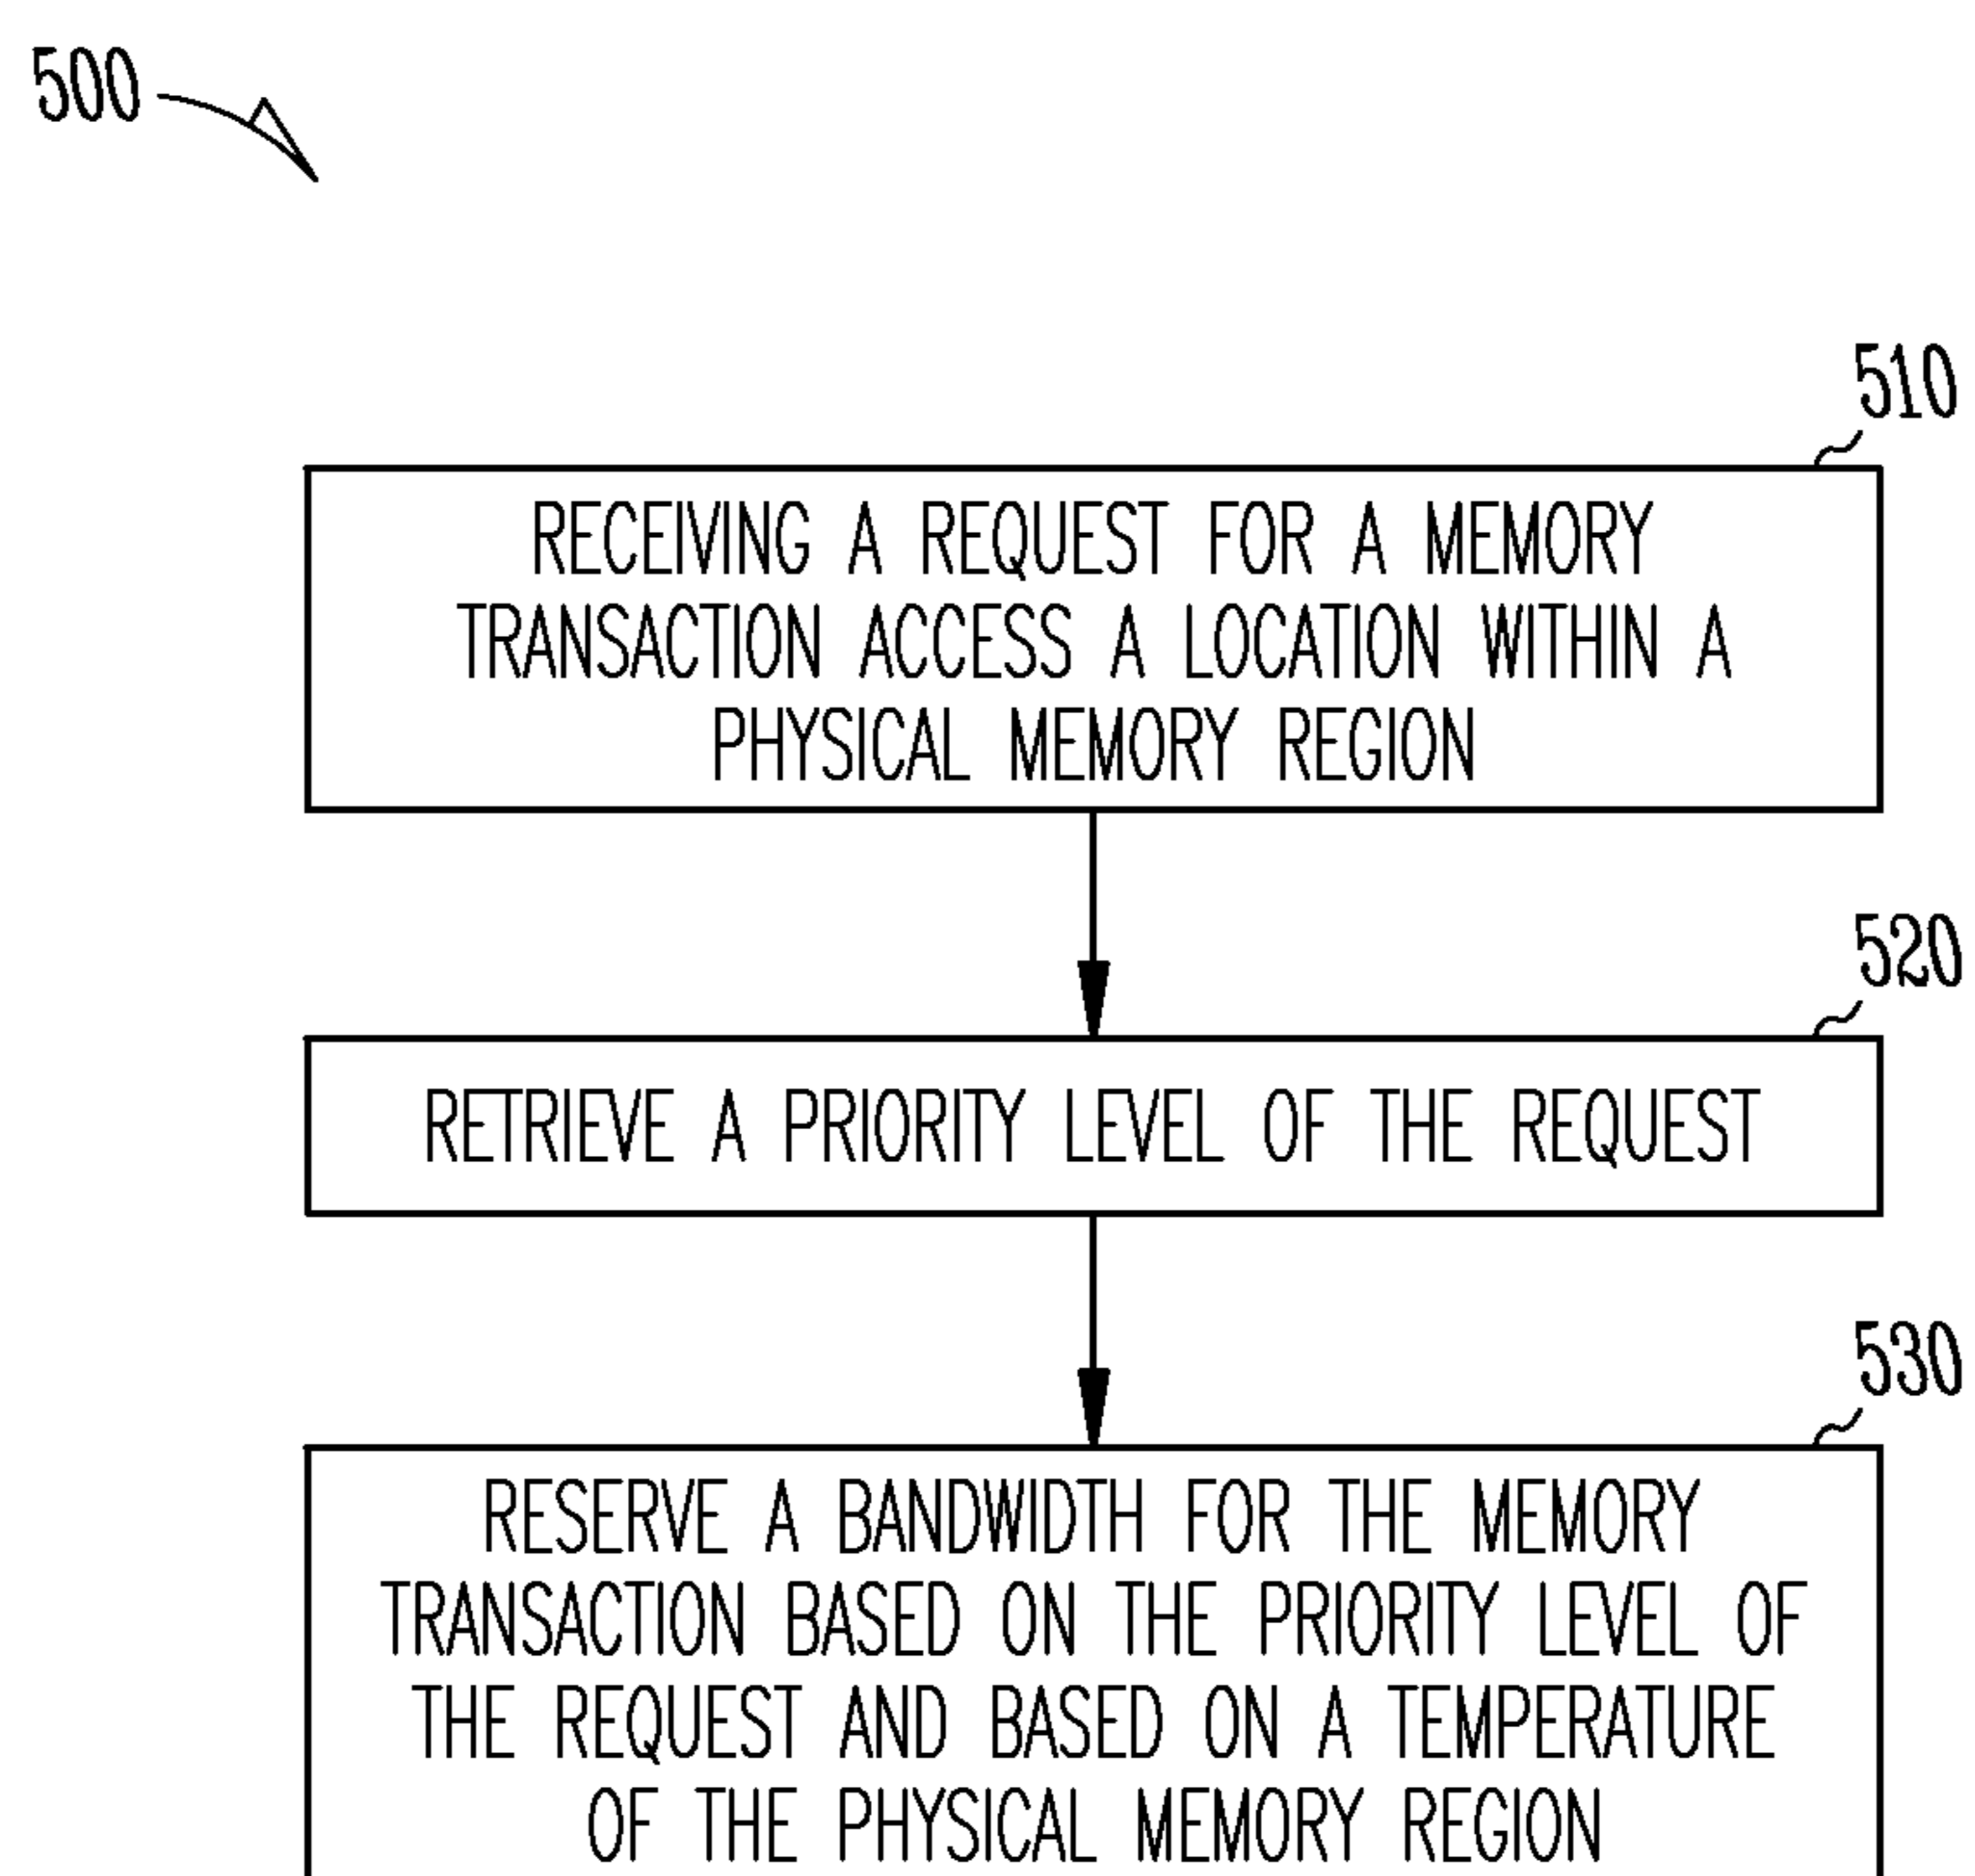 500
510
RECEIVING A REQUEST FOR A MEMORY
TRANSACTION ACCESS A LOCATION WITHIN A
PHYSICAL MEMORY REGION
520
RETRIEVE A PRIORITY LEVEL OF THE REQUEST
530
RESERVE A BANDWIDTH FOR THE MEMORY
TRANSACTION BASED ON THE PRIORITY LEVEL OF
THE REQUEST AND BASED ON A TEMPERATURE
OF THE PHYSICAL MEMORY REGION